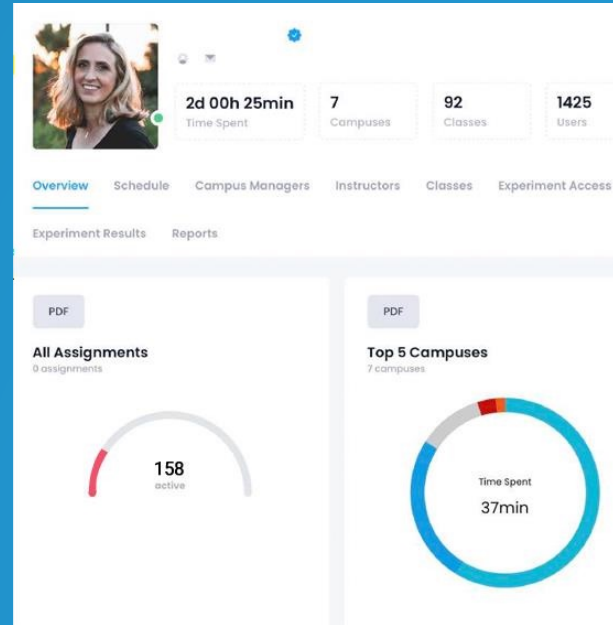 2d 00h 25min
Time Spent
7
Campuses
92
Classes
1425
Users
Overview Schedule Campus Managers Instructors Classes Experiment Access
Experiment Results Reports
PDF
All Assignments
0 assignments
158
active
PDF
Top 5 Campuses
7 campuses
Time Spent
37min